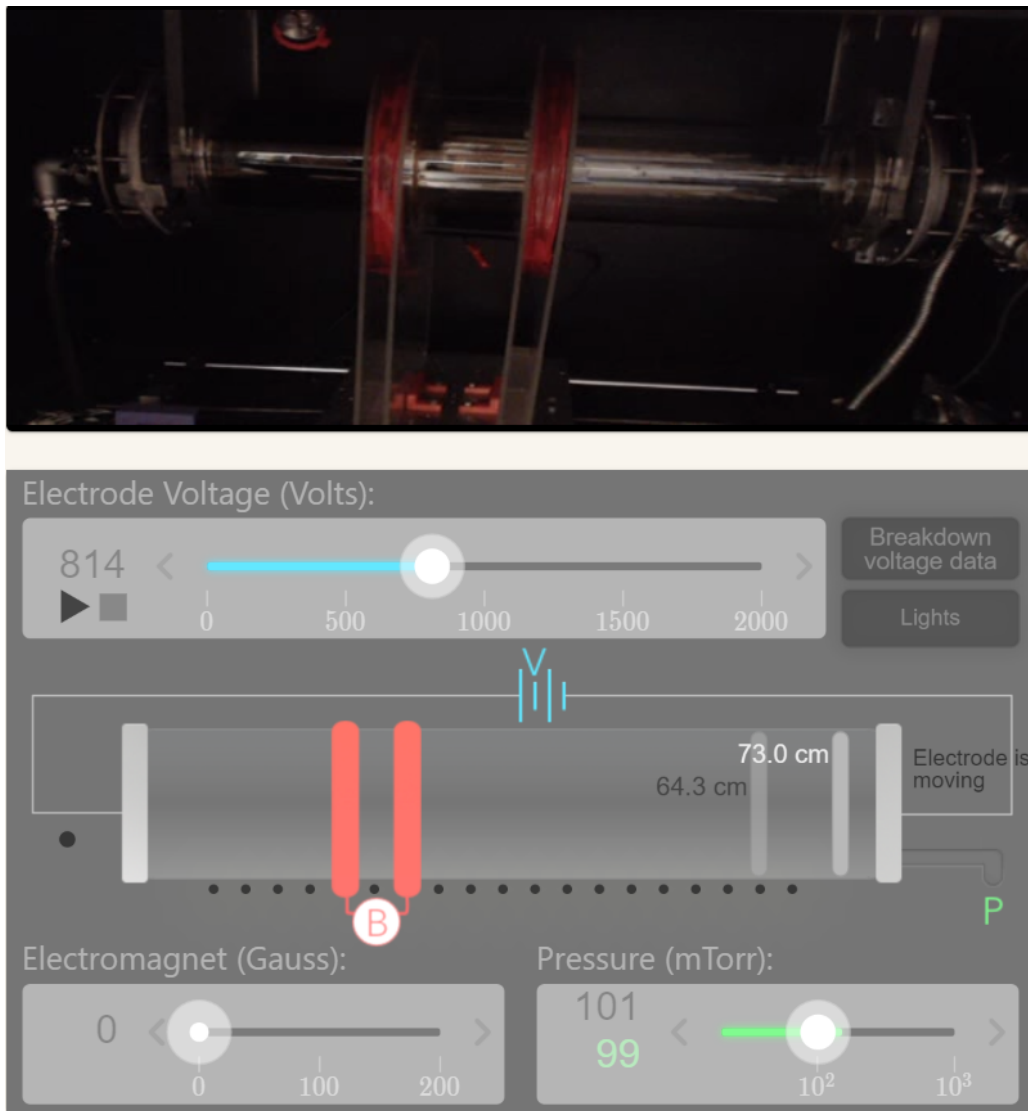 Electrode Voltage (Volts):
814
0 500 1000 1500 2000
Breakdown
voltage data
Lights
V
73.0 cm
64.3 cm
Electrode is
moving
B
P
Electromagnet (Gauss):
0
0 100 200
Pressure (mTorr):
101
99
10² 10³